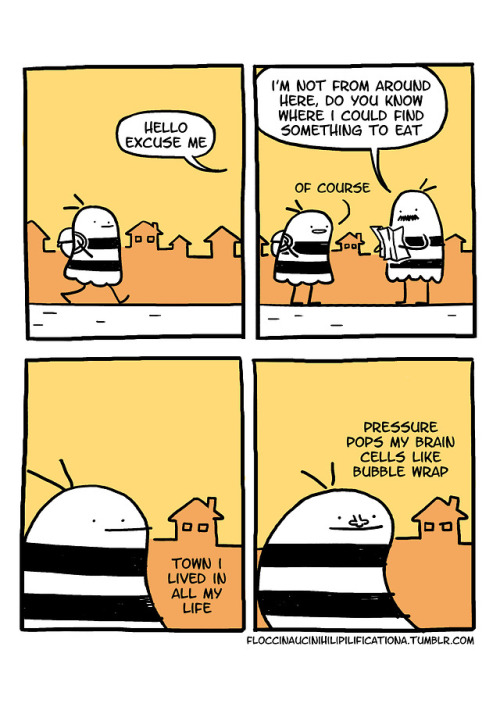 HELLO
EXCUSE ME
I'M NOT FROM AROUND
HERE, DO YOU KNOW
WHERE I COULD FIND
SOMETHING TO EAT
OF COURSE
TOWN I
LIVED IN
ALL MY
LIFE
PRESSURE
POPS MY BRAIN
CELLS LIKE
BUBBLE WRAP
FLOCCINAUCINIHILIPILIFICATIONA.TUMBLR.COM